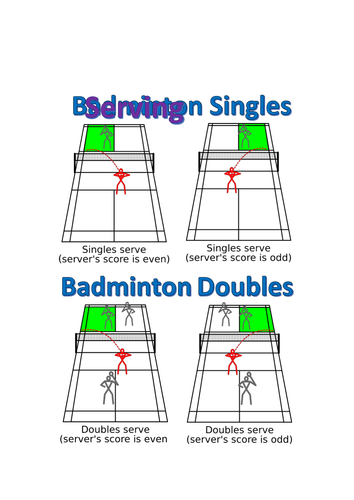 Serving
Badminton Singles
Singles serve
(server's score is even)
Singles serve
(server's score is odd)
Badminton Doubles
Doubles serve
(server's score is even
Doubles serve
(server's score is odd)